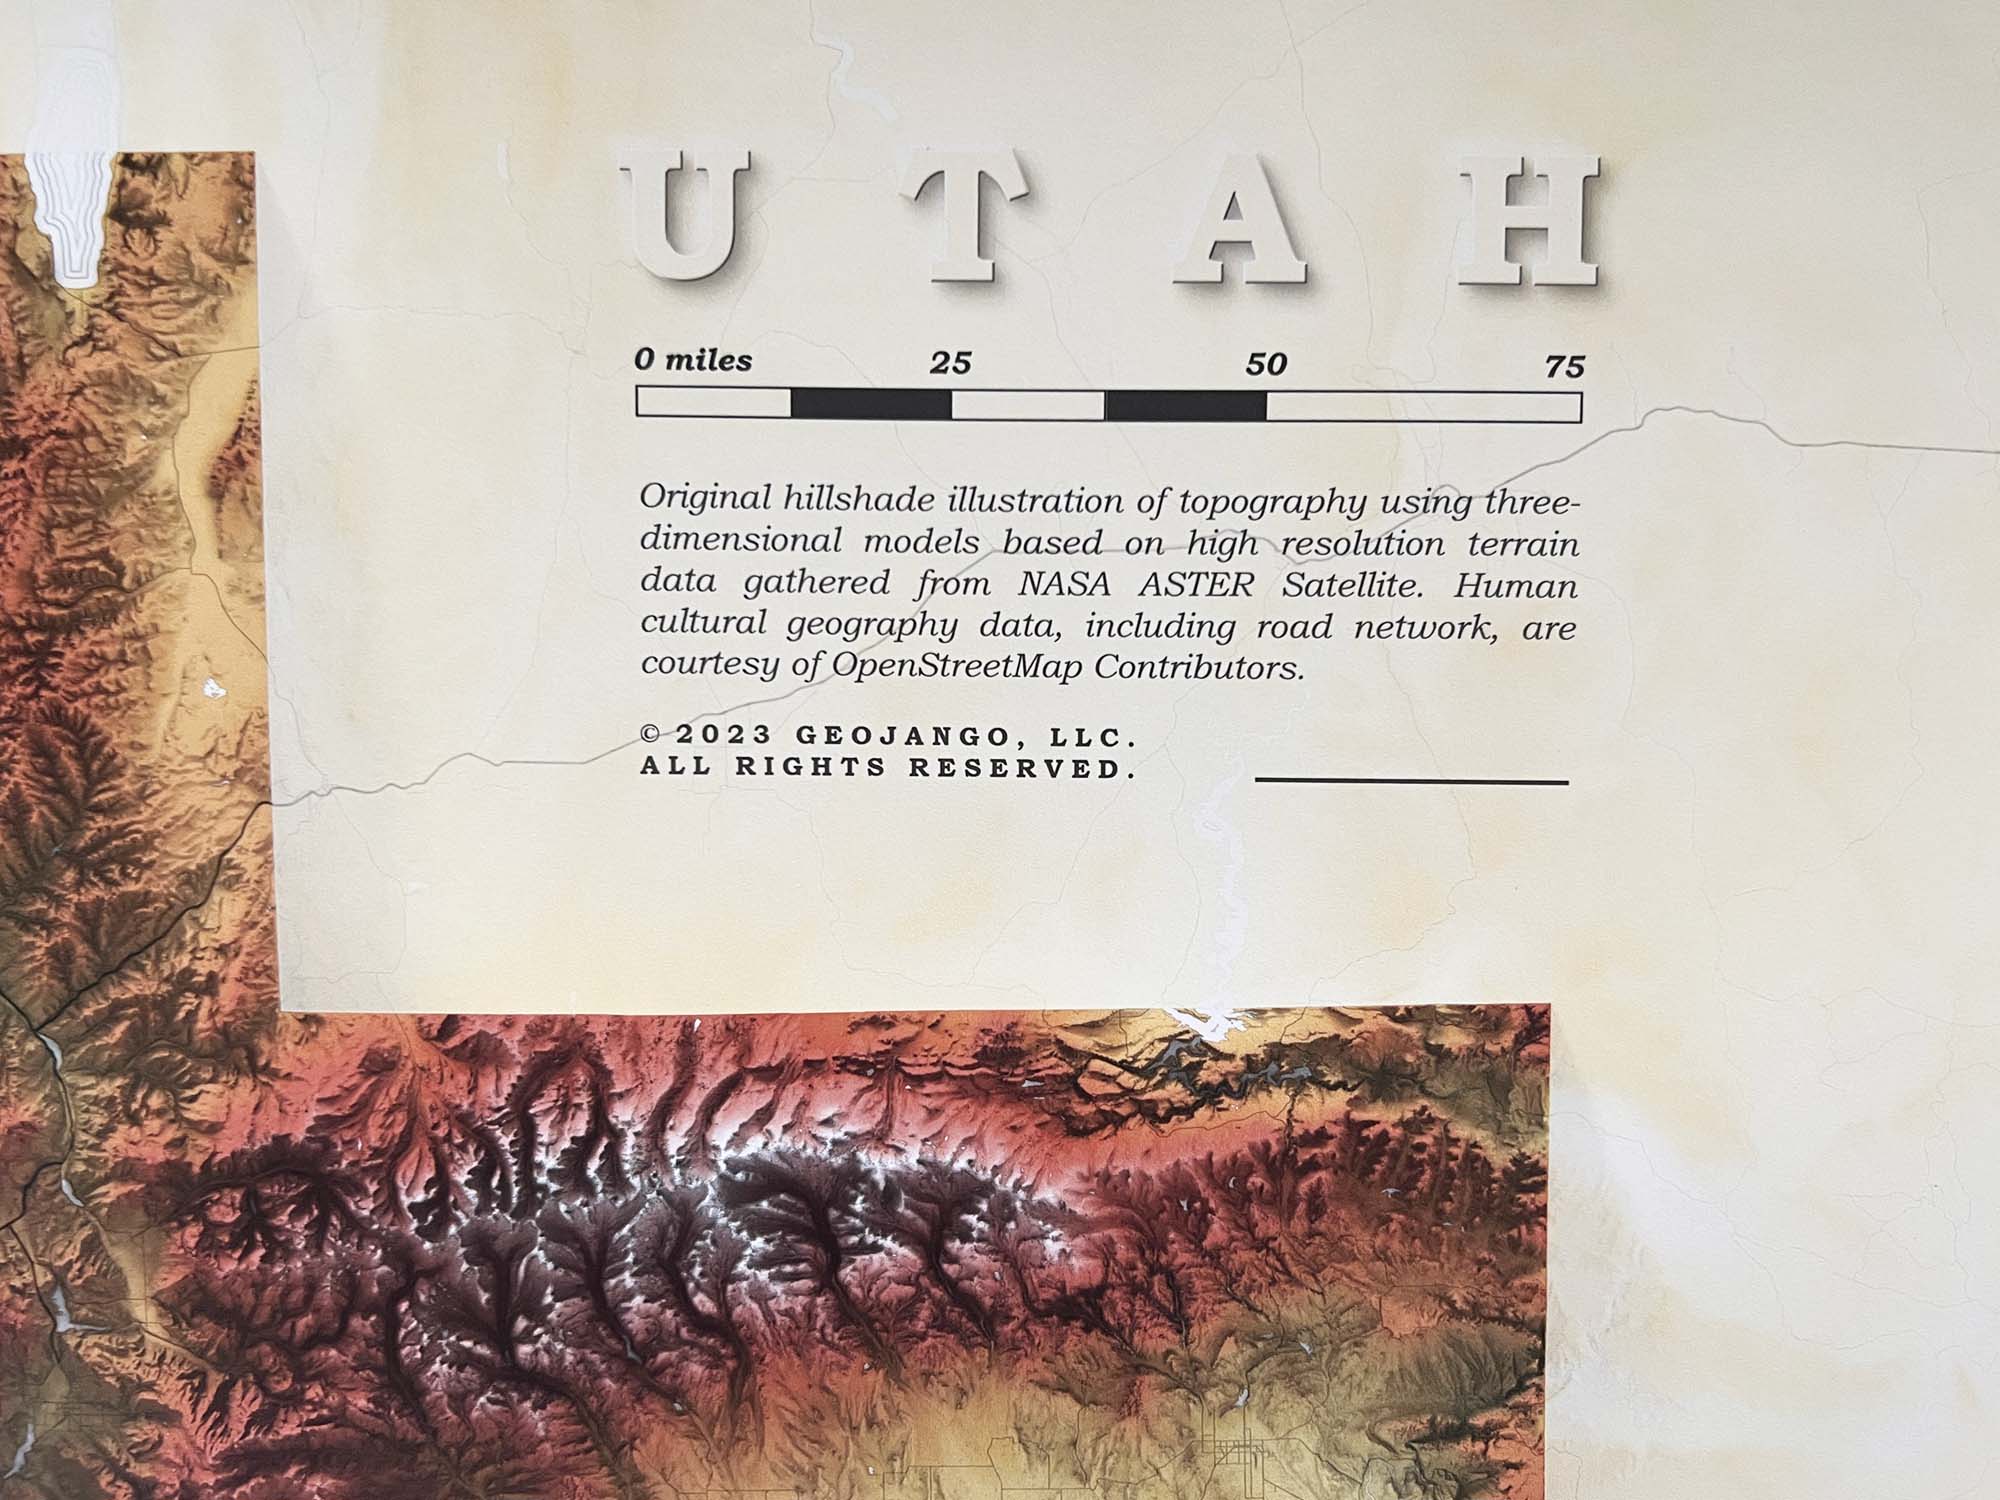 UTAH
0 miles 25 50 75
Original hillshade illustration of topography using three-
dimensional models based on high resolution terrain
data gathered from NASA ASTER Satellite. Human
cultural geography data, including road network, are
courtesy of OpenStreetMap Contributors.
© 2023 GEOJANGO, LLC.
ALL RIGHTS RESERVED.